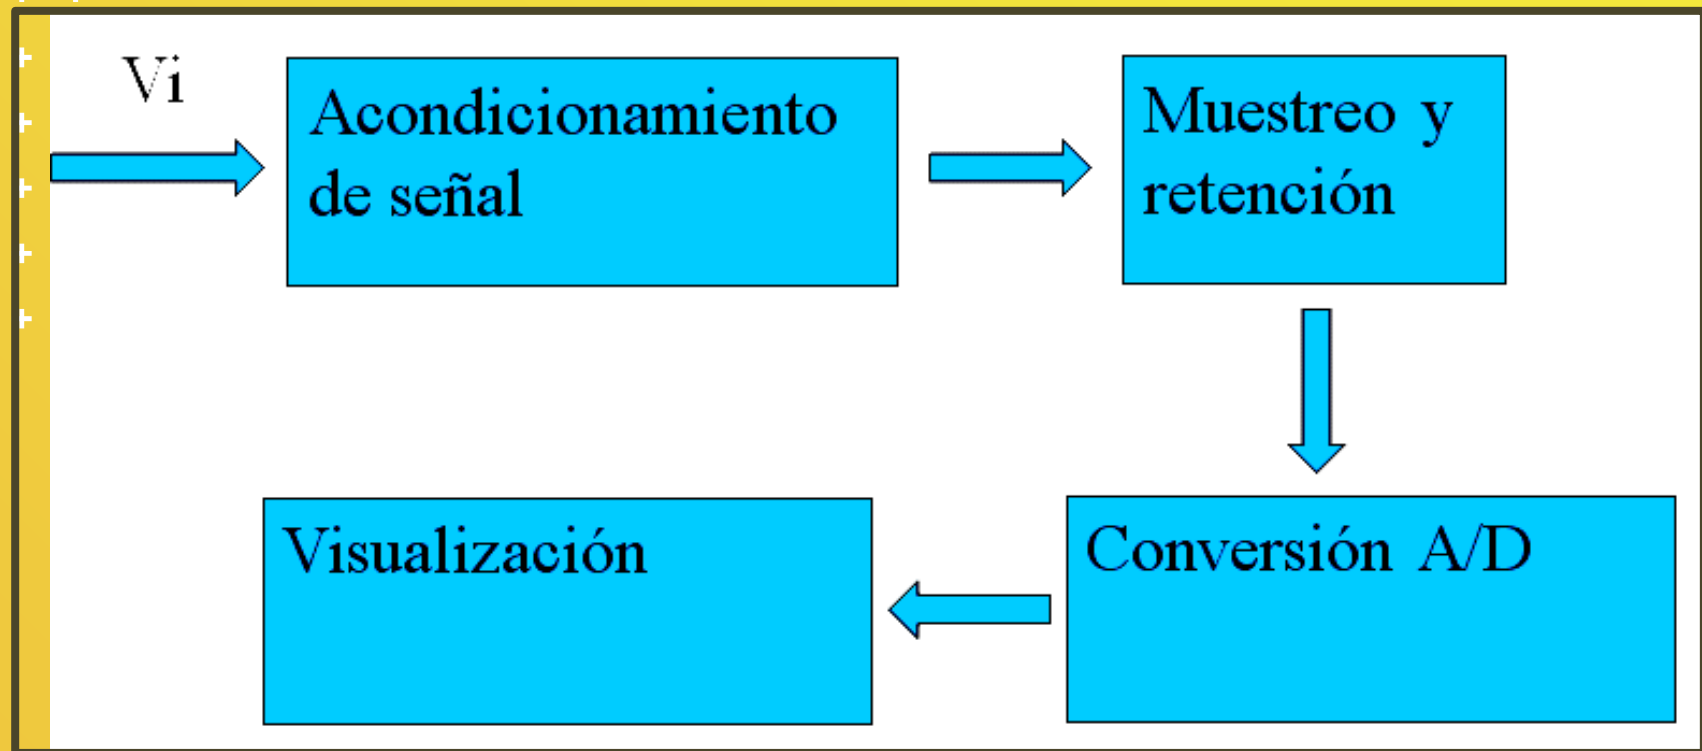 Vi
Acondicionamiento
de señal
Muestreo y
retención
Conversión A/D
Visualización